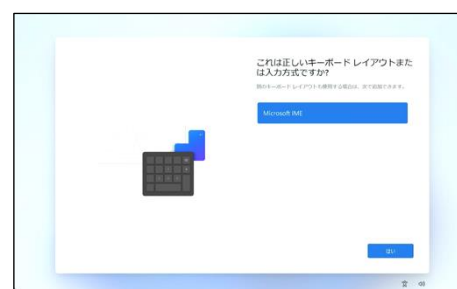 これは正しいキーボード レイアウトまた
は入力方式ですか?
別のキーボード レイアウトも使用する場合は、次で追加できます。
Microsoft IME
はい